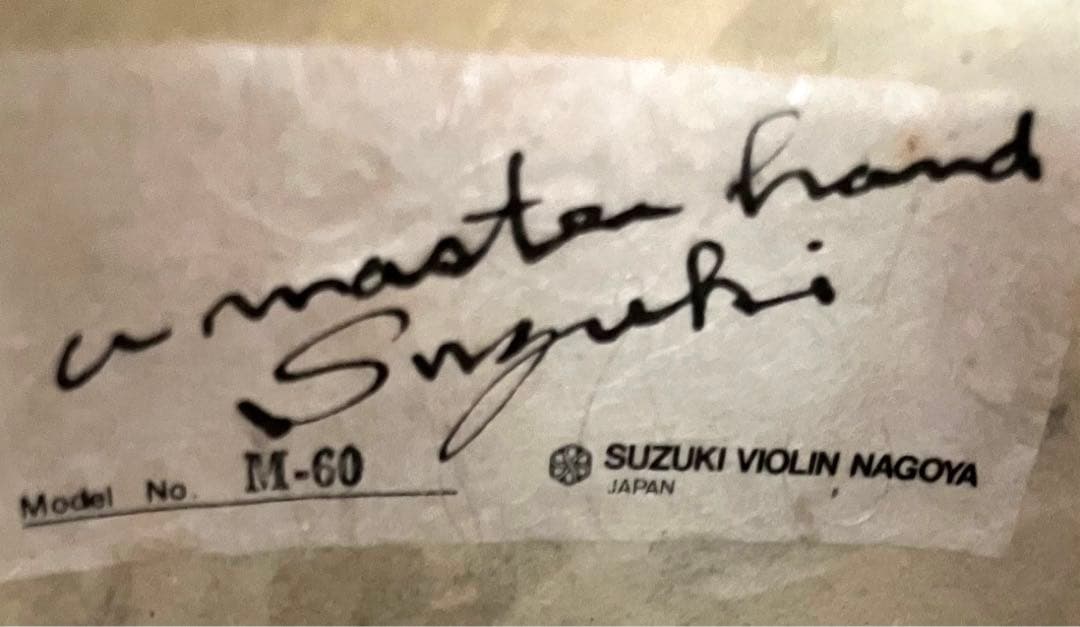 a master hand
Suzuki
Model No. M-60
SUZUKI VIOLIN NAGOYA
JAPAN